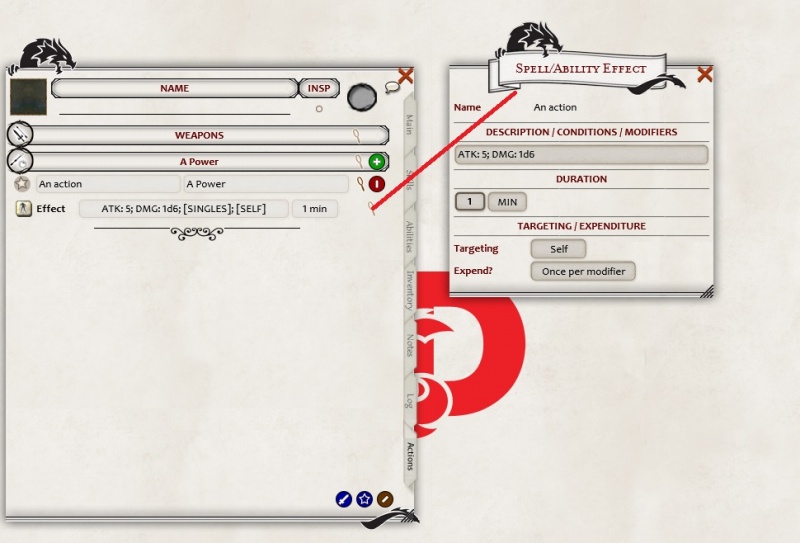 NAME
INSP
WEAPONS
A Power
An action
A Power
Effect
ATK: 5; DMG: 1d6; [SINGLES]; [SELF]
1 min
Main
Abilities
Inventory
Notes
Log
Actions
SPELL/ABILITY EFFECT
Name
An action
DESCRIPTION / CONDITIONS / MODIFIERS
ATK: 5; DMG: 1d6
DURATION
1
MIN
TARGETING / EXPENDITURE
Targeting
Self
Expend?
Once per modifier